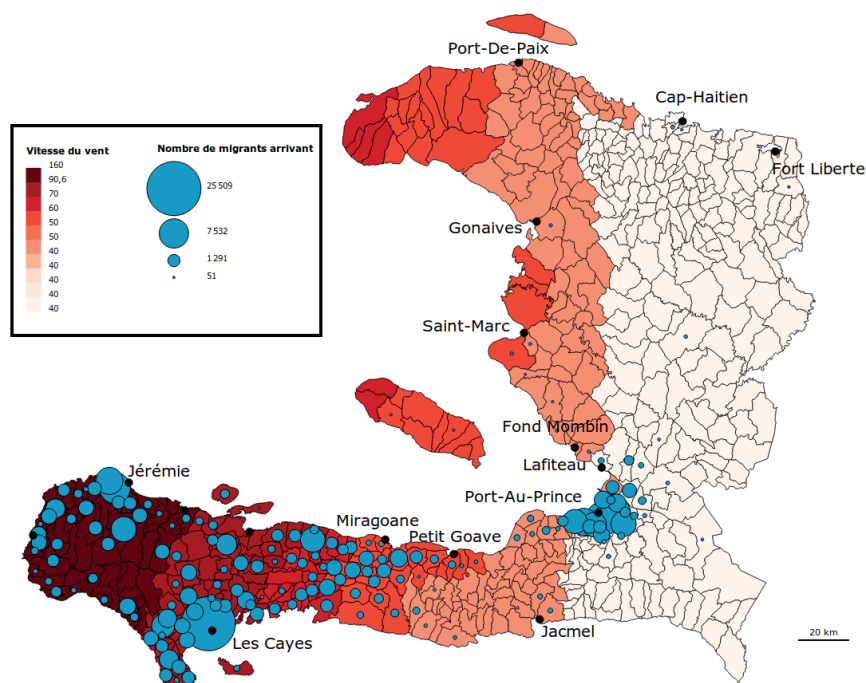 Port-De-Paix
Cap-Haitien
Fort Liberte
Vitesse du vent
160
90,6
70
60
50
50
40
40
40
40
Nombre de migrants arrivant
25 509
7 532
1 291
51
Gonaives
Saint-Marc
Fond Mombin
Lafiteau
Jérémie
Port-Au-Prince
Miragoane
Petit Goave
Les Cayes
Jacmel
20 km